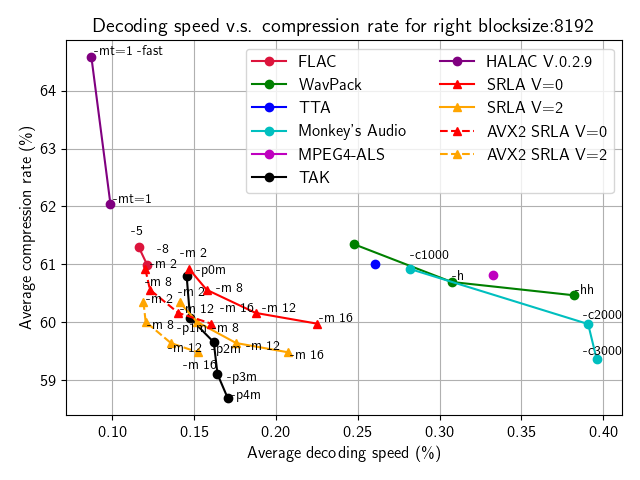 Decoding speed v.s. compression rate for right blocksize:8192
Average compression rate (%)
64
63
62
61
60
59
FLAC
WavPack
TTA
Monkey's Audio
MPEG4-ALS
TAK
HALAC V.0.2.9
SRLA V=0
SRLA V=2
AVX2 SRLA V=0
AVX2 SRLA V=2
-mt=1 -fast
-mt=1
-5
-8
-m 2
-m 2
-p0m
-m 8
-m 8
-m 2
-m 2
-m 12
-m 16
-m 12
-m 16
-m 8
-p1m
-m 8
-m 12
-p2m
-m 12
-m 16
-m 16
-p3m
-p4m
-c1000
-h
-hh
-c2000
-c3000
0.10
0.15
0.20
0.25
0.30
0.35
0.40
Average decoding speed (%)